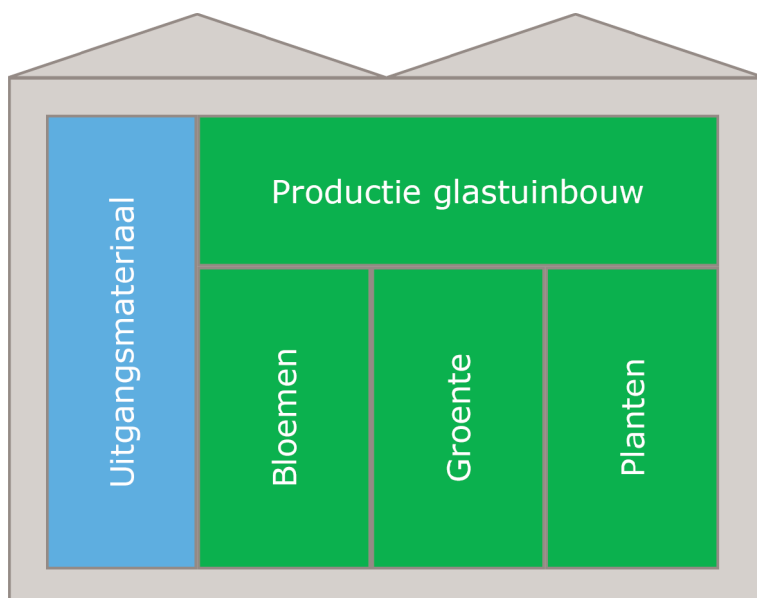 Uitgangsmateriaal
Productie glastuinbouw
Bloemen
Groente
Planten